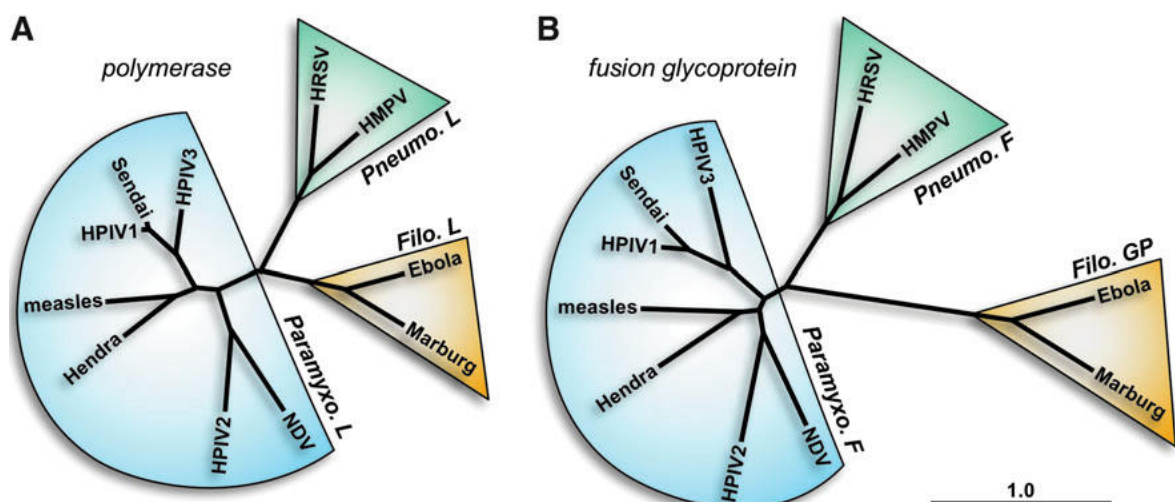 A
polymerase
HRSV
HMPV
Pneumo. L
Sendai
HPIV3
HPIV1
measles
Hendra
HPIV2
NDV
Paramyxo. L
Filo. L
Ebola
Marburg
B
fusion glycoprotein
HRSV
HMPV
Pneumo. F
HPIV3
Sendai
HPIV1
measles
Hendra
HPIV2
NDV
Paramyxo. F
Filo. GP
Ebola
Marburg
1.0